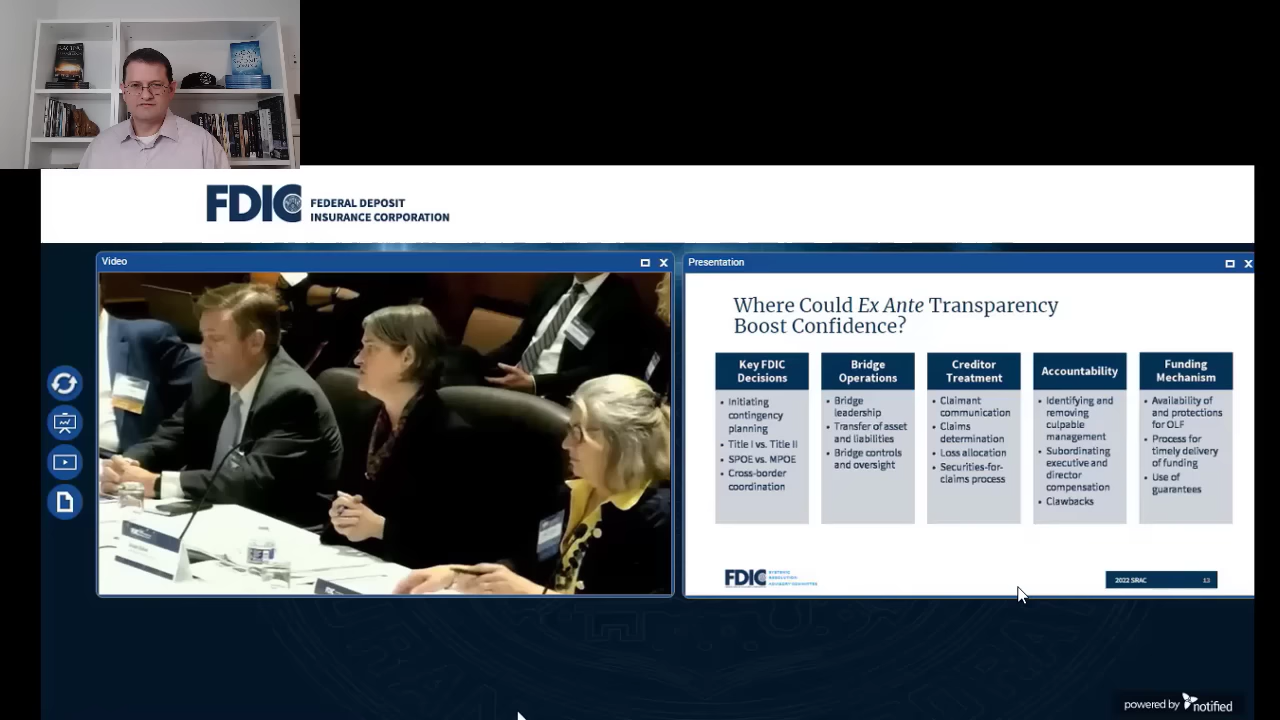 FDIC
FEDERAL DEPOSIT
INSURANCE CORPORATION
Video
Presentation
Where Could Ex Ante Transparency
Boost Confidence?
Key FDIC
Decisions
• Initiating
contingency
planning
• Title I vs. Title II
• SPOE vs. MPOE
• Cross-border
coordination
Bridge
Operations
• Bridge
leadership
• Transfer of asset
and liabilities
• Bridge controls
and oversight
Creditor
Treatment
• Claimant
communication
• Claims
determination
• Loss allocation
• Securities-for-
claims process
Accountability
• Identifying and
removing
culpable
management
• Subordinating
executive and
director
compensation
• Clawbacks
Funding
Mechanism
• Availability of
and protections
for OLF
• Process for
timely delivery
of funding
• Use of
guarantees
FDIC
SYSTEMIC
RESOLUTION
ADVISORY COMMITTEE
2022 SRAC
13
powered by notified